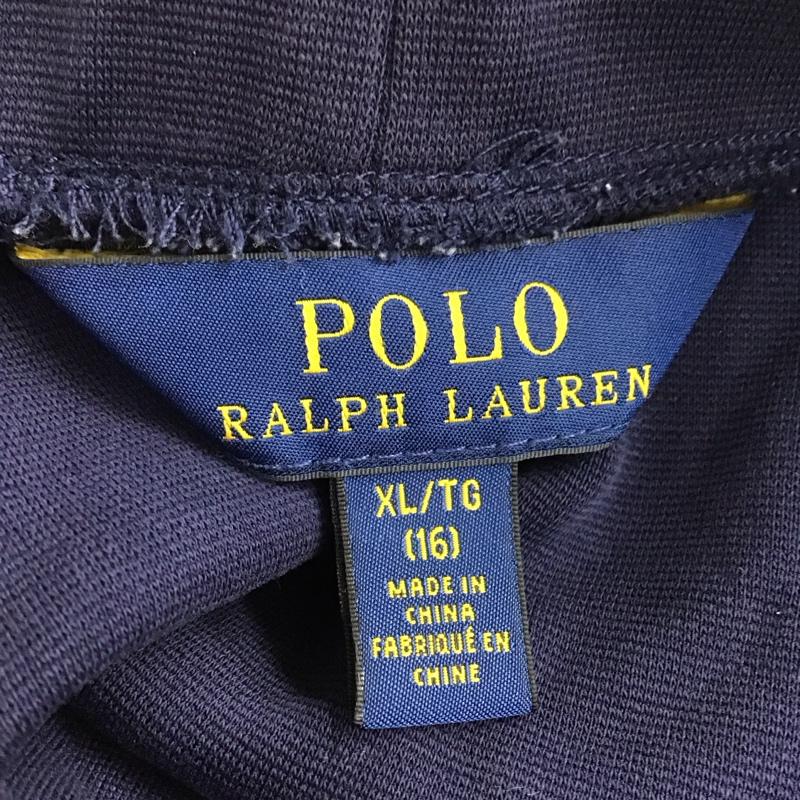 POLO
RALPH LAUREN
XL/TG
(16)
MADE IN
CHINA
FABRIQUÉ EN
CHINE